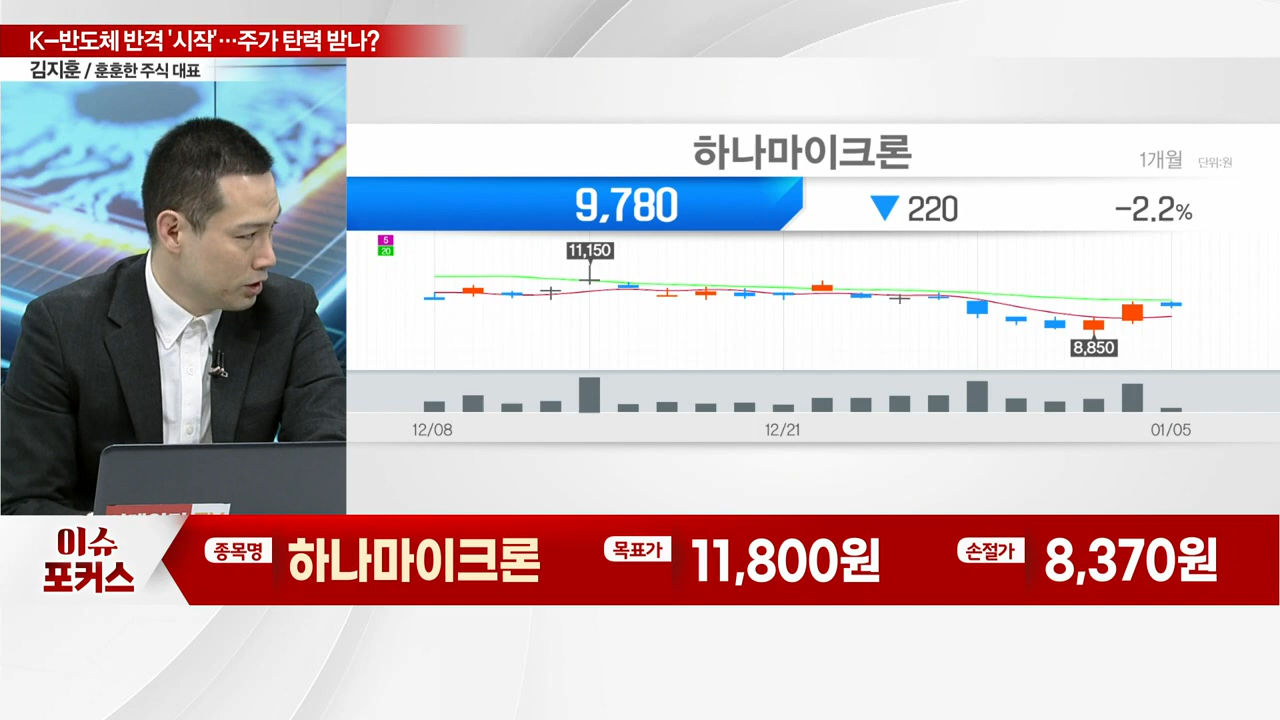 K-반도체 반격 '시작'…주가 탄력 받나?
김지훈 / 훈훈한 주식 대표
하나마이크론
1개월 단위:원
9,780 ▼ 220 -2.2%
5
20
11,150
8,850
12/08 12/21 01/05
이슈
포커스
종목명 하나마이크론 목표가 11,800원 손절가 8,370원